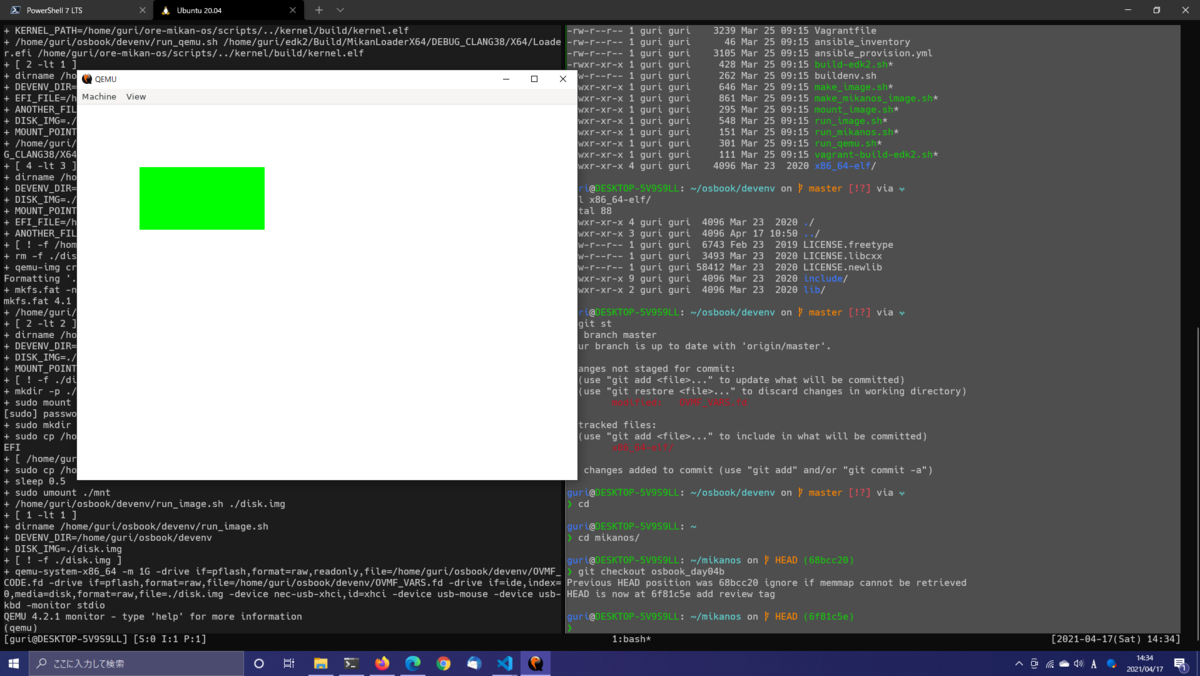 PowerShell 7 LTS
Ubuntu 20.04
+ KERNEL_PATH=/home/guri/ore-mikan-os/scripts/../kernel/build/kernel.elf
+ /home/guri/osbook/devenv/run_qemu.sh /home/guri/edk2/Build/MikanLoaderX64/DEBUG_CLANG38/X64/Loade
r.efi /home/guri/ore-mikan-os/scripts/../kernel/build/kernel.elf
+ [ 2 -lt 1 ]
+ dirname /ho
+ DEVENV_DIR=
+ EFI_FILE=/h
+ ANOTHER_FIL
+ DISK_IMG=./
+ MOUNT_POINT
+ /home/guri/
G_CLANG38/X64
+ [ 4 -lt 3 ]
+ dirname /ho
+ DEVENV_DIR=
+ DISK_IMG=./
+ MOUNT_POINT
+ EFI_FILE=/h
+ ANOTHER_FIL
+ [ ! -f /hom
+ rm -f ./dis
+ qemu-img cr
Formatting '.
+ mkfs.fat -n
mkfs.fat 4.1
+ /home/guri/
+ [ 2 -lt 2 ]
+ dirname /ho
+ DEVENV_DIR=
+ DISK_IMG=./
+ MOUNT_POINT
+ [ ! -f ./di
+ mkdir -p ./
+ sudo mount
[sudo] passwo
+ sudo mkdir
+ sudo cp /ho
EFI
+ [ /home/gur
+ sudo cp /ho
+ sleep 0.5
+ sudo umount ./mnt
+ /home/guri/osbook/devenv/run_image.sh ./disk.img
+ [ 1 -lt 1 ]
+ dirname /home/guri/osbook/devenv/run_image.sh
+ DEVENV_DIR=/home/guri/osbook/devenv
+ DISK_IMG=./disk.img
+ [ ! -f ./disk.img ]
+ qemu-system-x86_64 -m 1G -drive if=pflash,format=raw,readonly,file=/home/guri/osbook/devenv/OVMF_
CODE.fd -drive if=pflash,format=raw,file=/home/guri/osbook/devenv/OVMF_VARS.fd -drive if=ide,index=
0,media=disk,format=raw,file=./disk.img -device nec-usb-xhci,id=xhci -device usb-mouse -device usb-
kbd -monitor stdio
QEMU 4.2.1 monitor - type 'help' for more information
(qemu)
QEMU
Machine View
-rw-r--r-- 1 guri guri 3239 Mar 25 09:15 Vagrantfile
-rw-r--r-- 1 guri guri 46 Mar 25 09:15 ansible_inventory
-rw-r--r-- 1 guri guri 3105 Mar 25 09:15 ansible_provision.yml
-rwxr-xr-x 1 guri guri 428 Mar 25 09:15 build-edk2.sh*
-rw-r--r-- 1 guri guri 262 Mar 25 09:15 buildenv.sh
-rwxr-xr-x 1 guri guri 646 Mar 25 09:15 make_image.sh*
-rwxr-xr-x 1 guri guri 861 Mar 25 09:15 make_mikanos_image.sh*
-rwxr-xr-x 1 guri guri 295 Mar 25 09:15 mount_image.sh*
-rwxr-xr-x 1 guri guri 548 Mar 25 09:15 run_image.sh*
-rwxr-xr-x 1 guri guri 151 Mar 25 09:15 run_mikanos.sh*
-rwxr-xr-x 1 guri guri 301 Mar 25 09:15 run_qemu.sh*
-rwxr-xr-x 1 guri guri 111 Mar 25 09:15 vagrant-build-edk2.sh*
rwxr-xr-x 4 guri guri 4096 Mar 23 2020 x86_64-elf/
ri@DESKTOP-5V9S9LL: ~/osbook/devenv on master [!?] via
l x86_64-elf/
tal 88
wxr-xr-x 4 guri guri 4096 Mar 23 2020 ./
wxr-xr-x 3 guri guri 4096 Apr 17 10:50 ../
w-r--r-- 1 guri guri 6743 Feb 23 2019 LICENSE.freetype
w-r--r-- 1 guri guri 3493 Mar 23 2020 LICENSE.libcxx
w-r--r-- 1 guri guri 58412 Mar 23 2020 LICENSE.newlib
wxr-xr-x 9 guri guri 4096 Mar 23 2020 include/
wxr-xr-x 2 guri guri 4096 Mar 23 2020 lib/
ri@DESKTOP-5V9S9LL: ~/osbook/devenv on master [!?] via
git st
branch master
ur branch is up to date with 'origin/master'.
anges not staged for commit:
(use "git add <file>..." to update what will be committed)
(use "git restore <file>..." to discard changes in working directory)
tracked files:
(use "git add <file>..." to include in what will be committed)
x86_64-elf/
changes added to commit (use "git add" and/or "git commit -a")
guri@DESKTOP-5V9S9LL: ~/osbook/devenv on master [!?] via
❯ cd
guri@DESKTOP-5V9S9LL: ~
❯ cd mikanos/
guri@DESKTOP-5V9S9LL: ~/mikanos on HEAD (68bcc20)
❯ git checkout osbook_day04b
Previous HEAD position was 68bcc20 ignore if memmap cannot be retrieved
HEAD is now at 6f81c5e add review tag
guri@DESKTOP-5V9S9LL: ~/mikanos on HEAD (6f81c5e)
❯
[guri@DESKTOP-5V9S9LL] [S:0 I:1 P:1] 1:bash* [2021-04-17(Sat) 14:34]
ここに入力して検索
A
14:34
2021/04/17
1